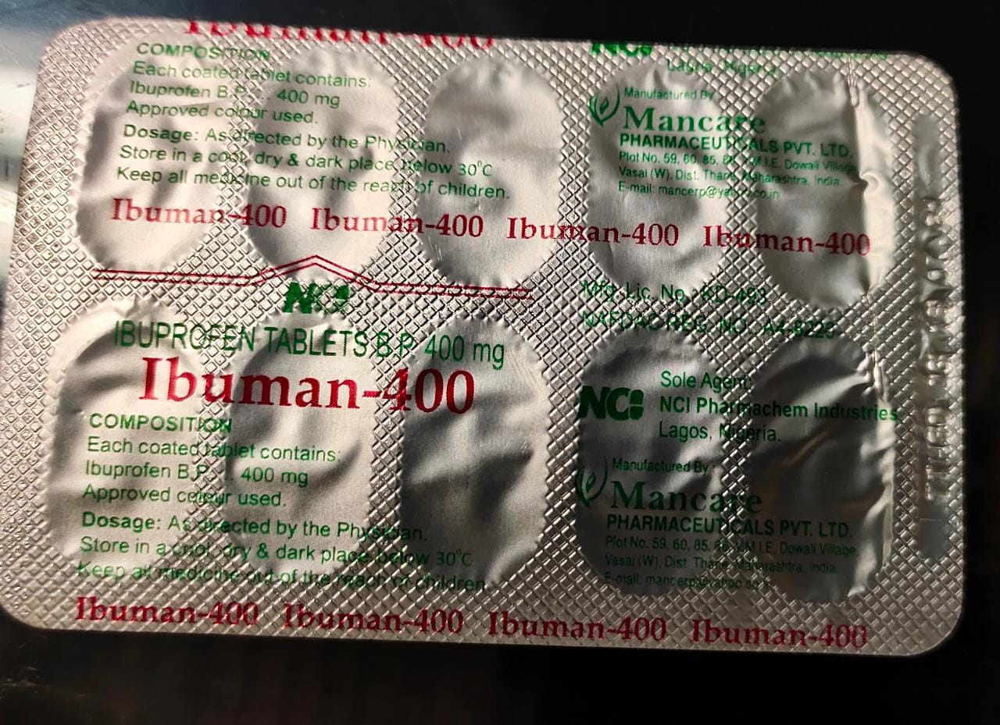 Ibuman-400
COMPOSITION
Each coated tablet contains:
Ibuprofen B.P. .. 400 mg
Approved colour used.
Dosage: As directed by the Physician.
Store in a cool, dry & dark place below 30°C
Keep all medicine out of the reach of children.
NCI
Lagos, Nigeria.
Manufactured By
Mancare
PHARMACEUTICALS PVT. LTD.
Plot No. 59, 60, 85, 86, V.M.I.E, Dowali Village,
Vasai (W), Dist. Thane, Maharashtra, India.
E-mail: mancerp@yahoo.co.in
Ibuman-400 Ibuman-400 Ibuman-400 Ibuman-400
NCI
IBUPROFEN TABLETS B.P. 400 mg
Ibuman-400
COMPOSITION
Each coated tablet contains:
Ibuprofen B.P. .. 400 mg
Approved colour used.
Dosage: As directed by the Physician.
Store in a cool, dry & dark place below 30°C
Keep all medicine out of the reach of children.
Mfg. Lic. No.: KD-493
NAFDAC REG. NO. A4-8220
NCI
Sole Agent:
NCI Pharmachem Industries
Lagos, Nigeria.
Manufactured By :
Mancare
PHARMACEUTICALS PVT. LTD.
Plot No. 59, 60, 85, 86, V.M.I.E, Dowali Village,
Vasai (W), Dist Thane, Maharashtra, India.
E-mail: mancerp@yahoo.co.in
Ibuman-400 Ibuman-400 Ibuman-400 Ibuman-400